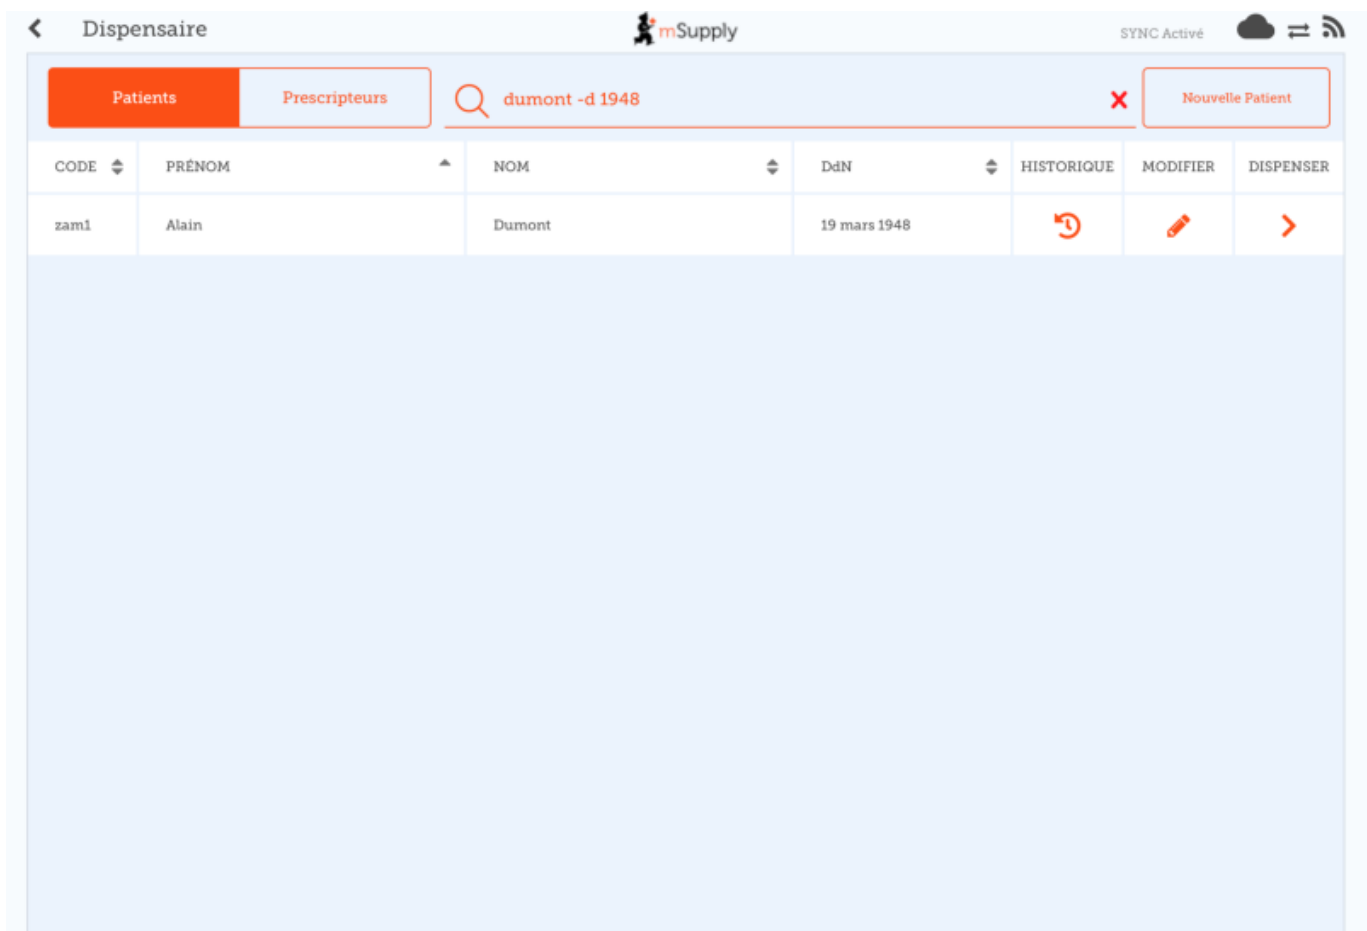 Dispensaire
mSupply
SYNC Activé
Patients
Prescripteurs
dumont -d 1948
Nouvelle Patient
CODE PRÉNOM NOM DdN HISTORIQUE MODIFIER DISPENSER
zam1 Alain Dumont 19 mars 1948